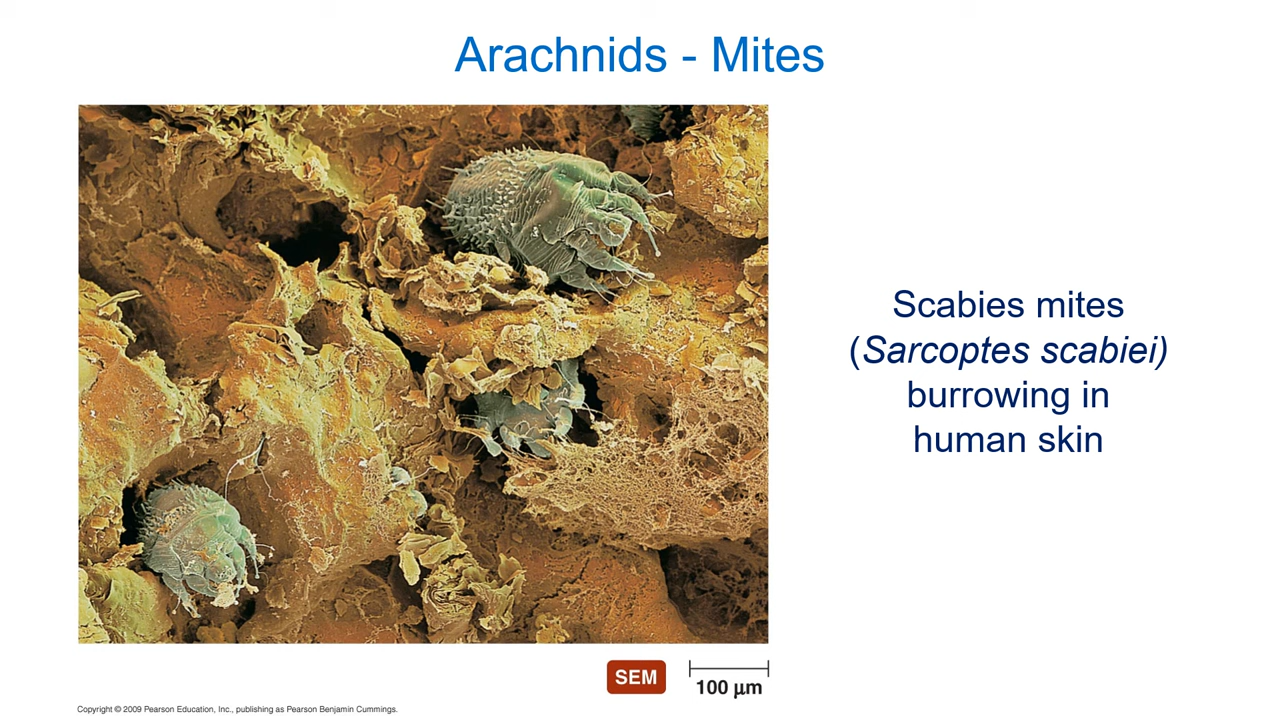 Arachnids - Mites
Scabies mites
(Sarcoptes scabiei)
burrowing in
human skin
SEM
100 µm
Copyright © 2009 Pearson Education, Inc., publishing as Pearson Benjamin Cummings.